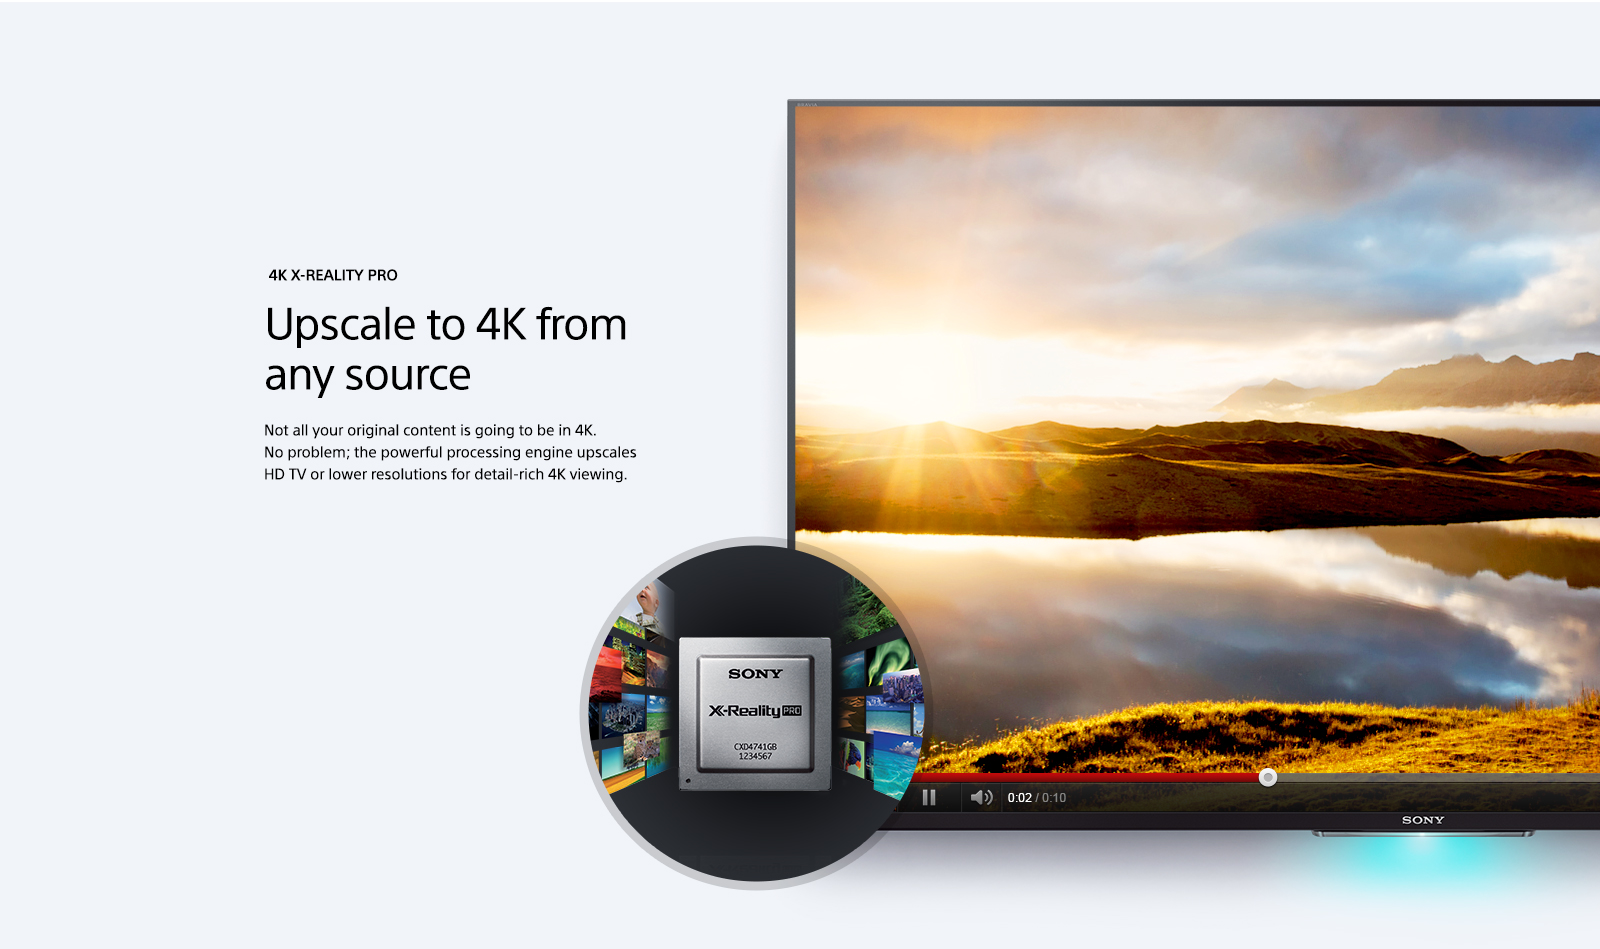 BRAVIA
4K X-REALITY PRO
Upscale to 4K from
any source
Not all your original content is going to be in 4K.
No problem; the powerful processing engine upscales
HD TV or lower resolutions for detail-rich 4K viewing.
SONY
X-Reality PRO
CXD4741GB
1234567
0:02 / 0:10
SONY